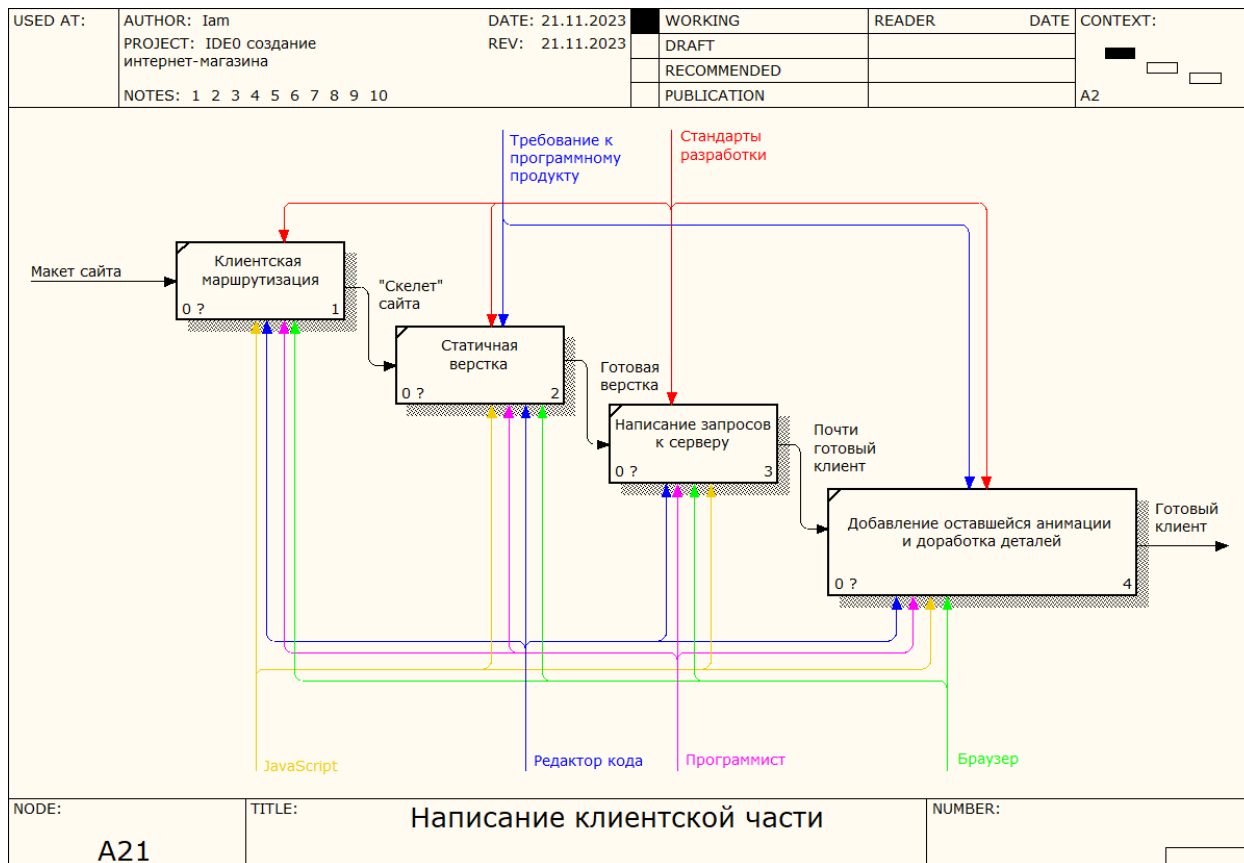 USED AT:
AUTHOR: Iam
DATE: 21.11.2023
PROJECT: IDE0 создание
интернет-магазина
REV: 21.11.2023
NOTES: 1 2 3 4 5 6 7 8 9 10
WORKING
DRAFT
RECOMMENDED
PUBLICATION
READER
DATE
CONTEXT:
A2
Требование к
программному
продукту
Стандарты
разработки
Макет сайта
Клиентская
маршрутизация
0 ?
1
"Скелет"
сайта
Статичная
верстка
0 ?
2
Готовая
верстка
Написание запросов
к серверу
0 ?
3
Почти
готовый
клиент
Добавление оставшейся анимации
и доработка деталей
0 ?
4
Готовый
клиент
JavaScript
Редактор кода
Программист
Браузер
NODE:
A21
TITLE:
Написание клиентской части
NUMBER: